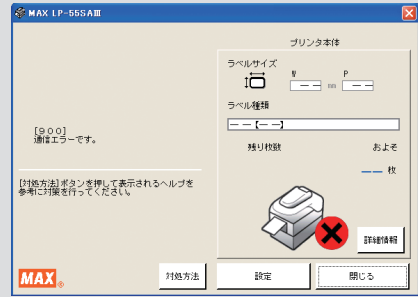 MAX LP-55SAⅢ
プリンタ本体
ラベルサイズ
W P
-- mm --
ラベル種類
--【--】
[900]
通信エラーです。
残り枚数 およそ
-- 枚
[対処方法]ボタンを押して表示されるヘルプを
参考に対策を行ってください。
詳細情報
MAX®
対処方法 設定 閉じる